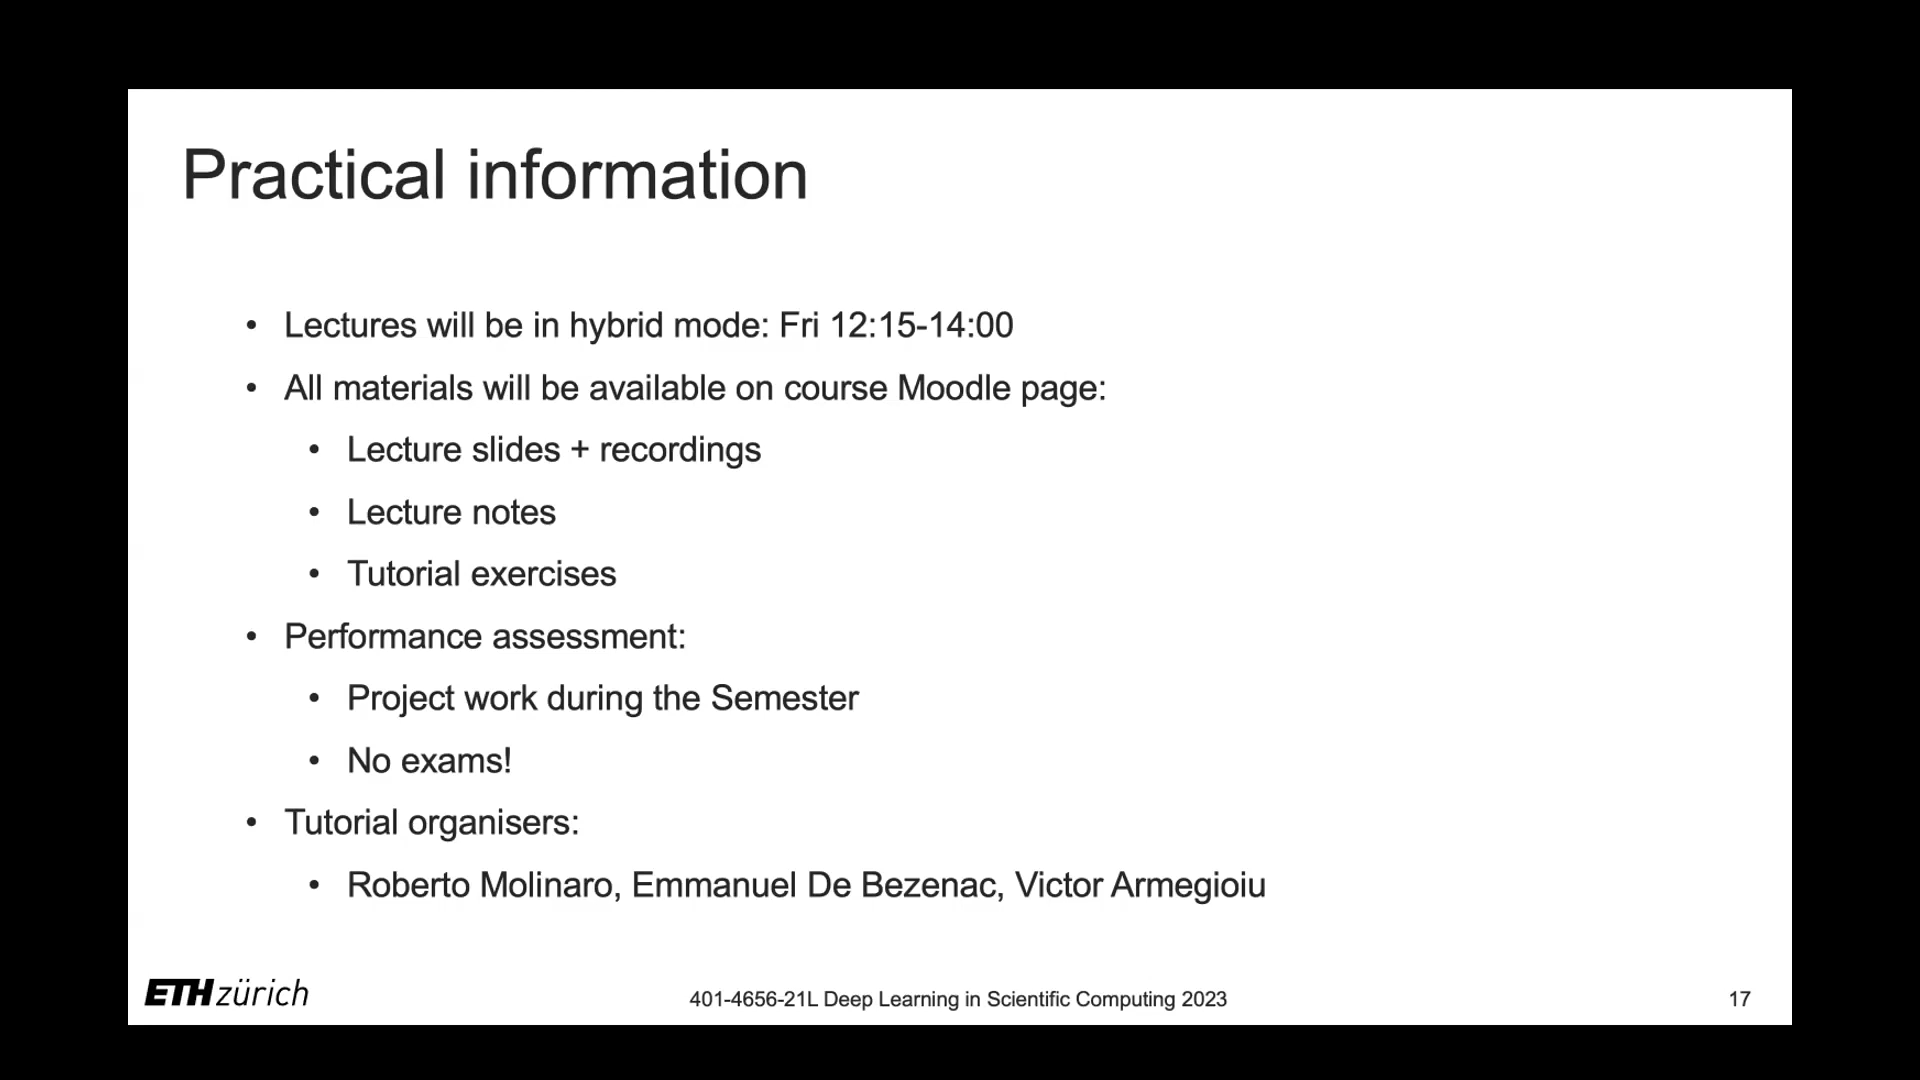 Practical information
• Lectures will be in hybrid mode: Fri 12:15-14:00
• All materials will be available on course Moodle page:
• Lecture slides + recordings
• Lecture notes
• Tutorial exercises
• Performance assessment:
• Project work during the Semester
• No exams!
• Tutorial organisers:
• Roberto Molinaro, Emmanuel De Bezenac, Victor Armegioiu
ETH zürich
401-4656-21L Deep Learning in Scientific Computing 2023
17